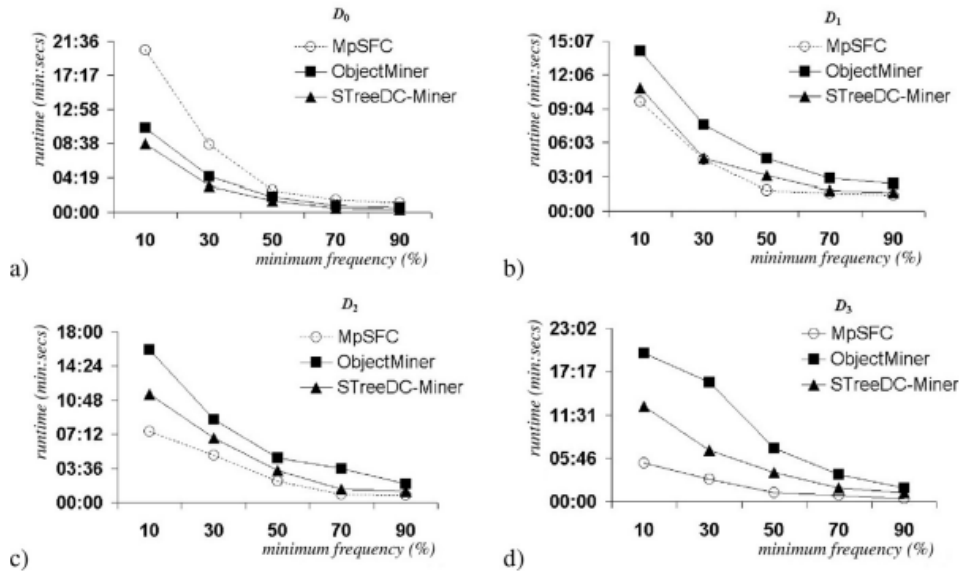 D0
runtime (min:secs)
21:36
17:17
12:58
08:38
04:19
00:00
MpSFC
ObjectMiner
STreeDC-Miner
10 30 50 70 90
minimum frequency (%)
a)
D1
runtime (min:secs)
15:07
12:06
09:04
06:03
03:01
00:00
MpSFC
ObjectMiner
STreeDC-Miner
10 30 50 70 90
minimum frequency (%)
b)
D2
runtime (min:secs)
18:00
14:24
10:48
07:12
03:36
00:00
MpSFC
ObjectMiner
STreeDC-Miner
10 30 50 70 90
minimum frequency (%)
c)
D3
runtime (min:secs)
23:02
17:17
11:31
05:46
00:00
MpSFC
ObjectMiner
STreeDC-Miner
10 30 50 70 90
minimum frequency (%)
d)